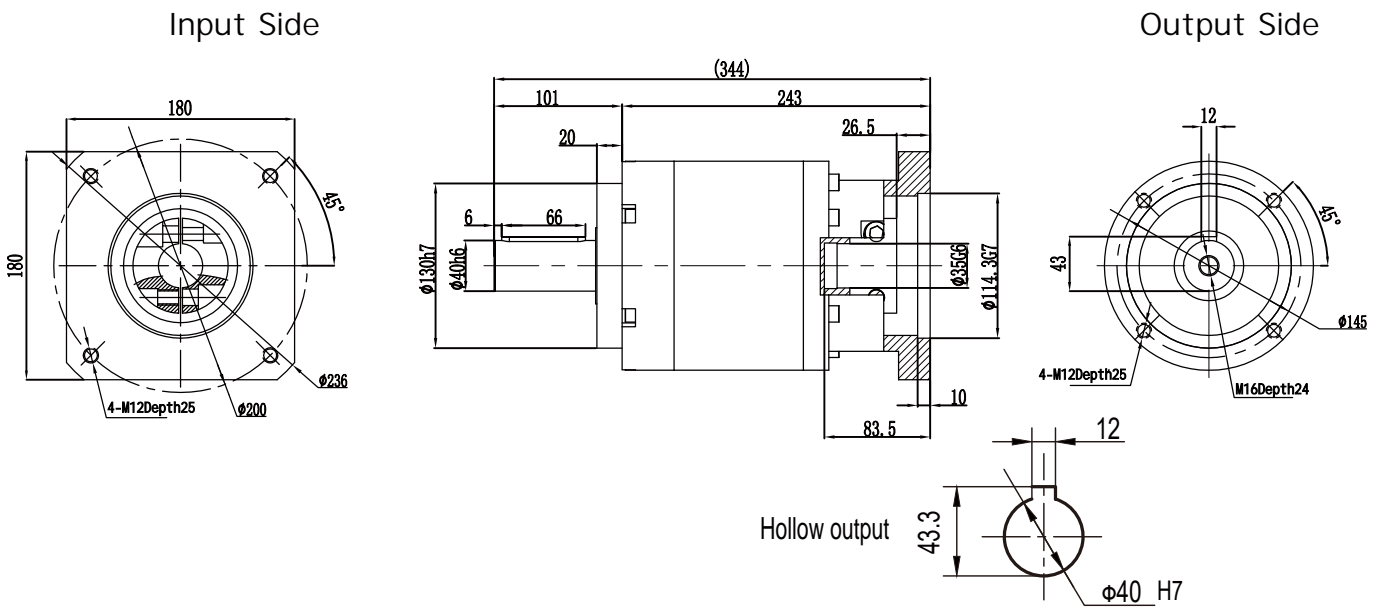 Input Side
Output Side
180
180
45°
4-M12Depth25
Φ236
Φ200
(344)
101
243
20
26.5
6
66
Φ130h7
Φ40h6
Φ35G6
Φ114.3G7
10
83.5
12
43
45°
Φ145
4-M12Depth25
M16Depth24
Hollow output
12
43.3
Φ40 H7